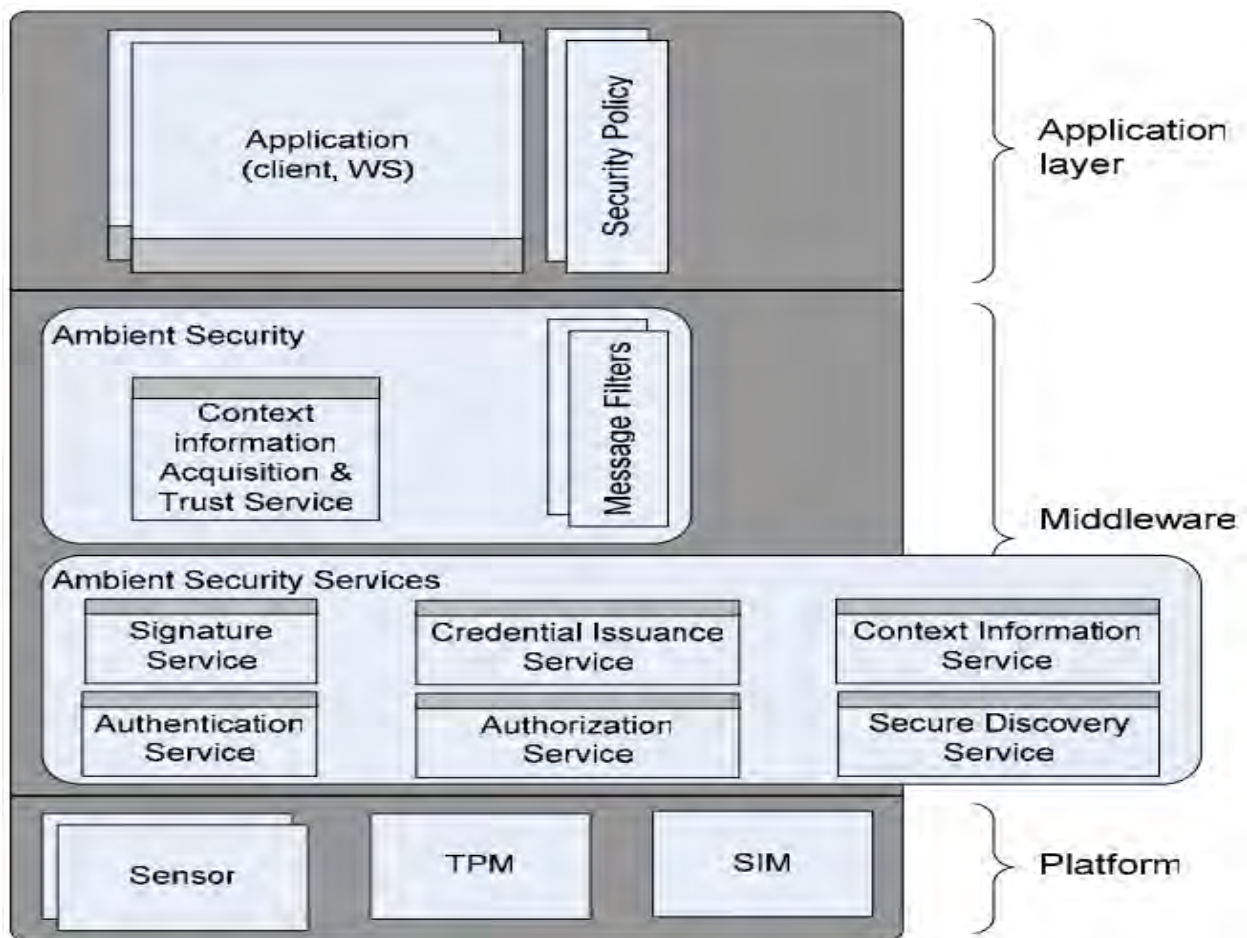 Application
(client, WS)
Security Policy
Application
layer
Ambient Security
Context
information
Acquisition &
Trust Service
Message Filters
Middleware
Ambient Security Services
Signature
Service
Credential Issuance
Service
Context Information
Service
Authentication
Service
Authorization
Service
Secure Discovery
Service
Sensor
TPM
SIM
Platform